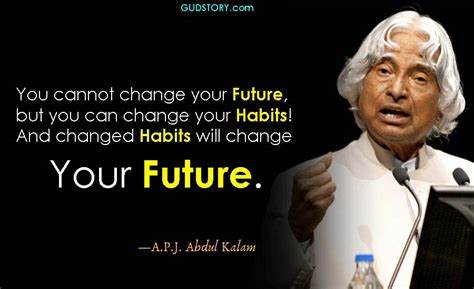 GUDSTORY.com
You cannot change your Future,
but you can change your Habits!
And changed Habits will change
Your Future.
—A.P.J. Abdul Kalam